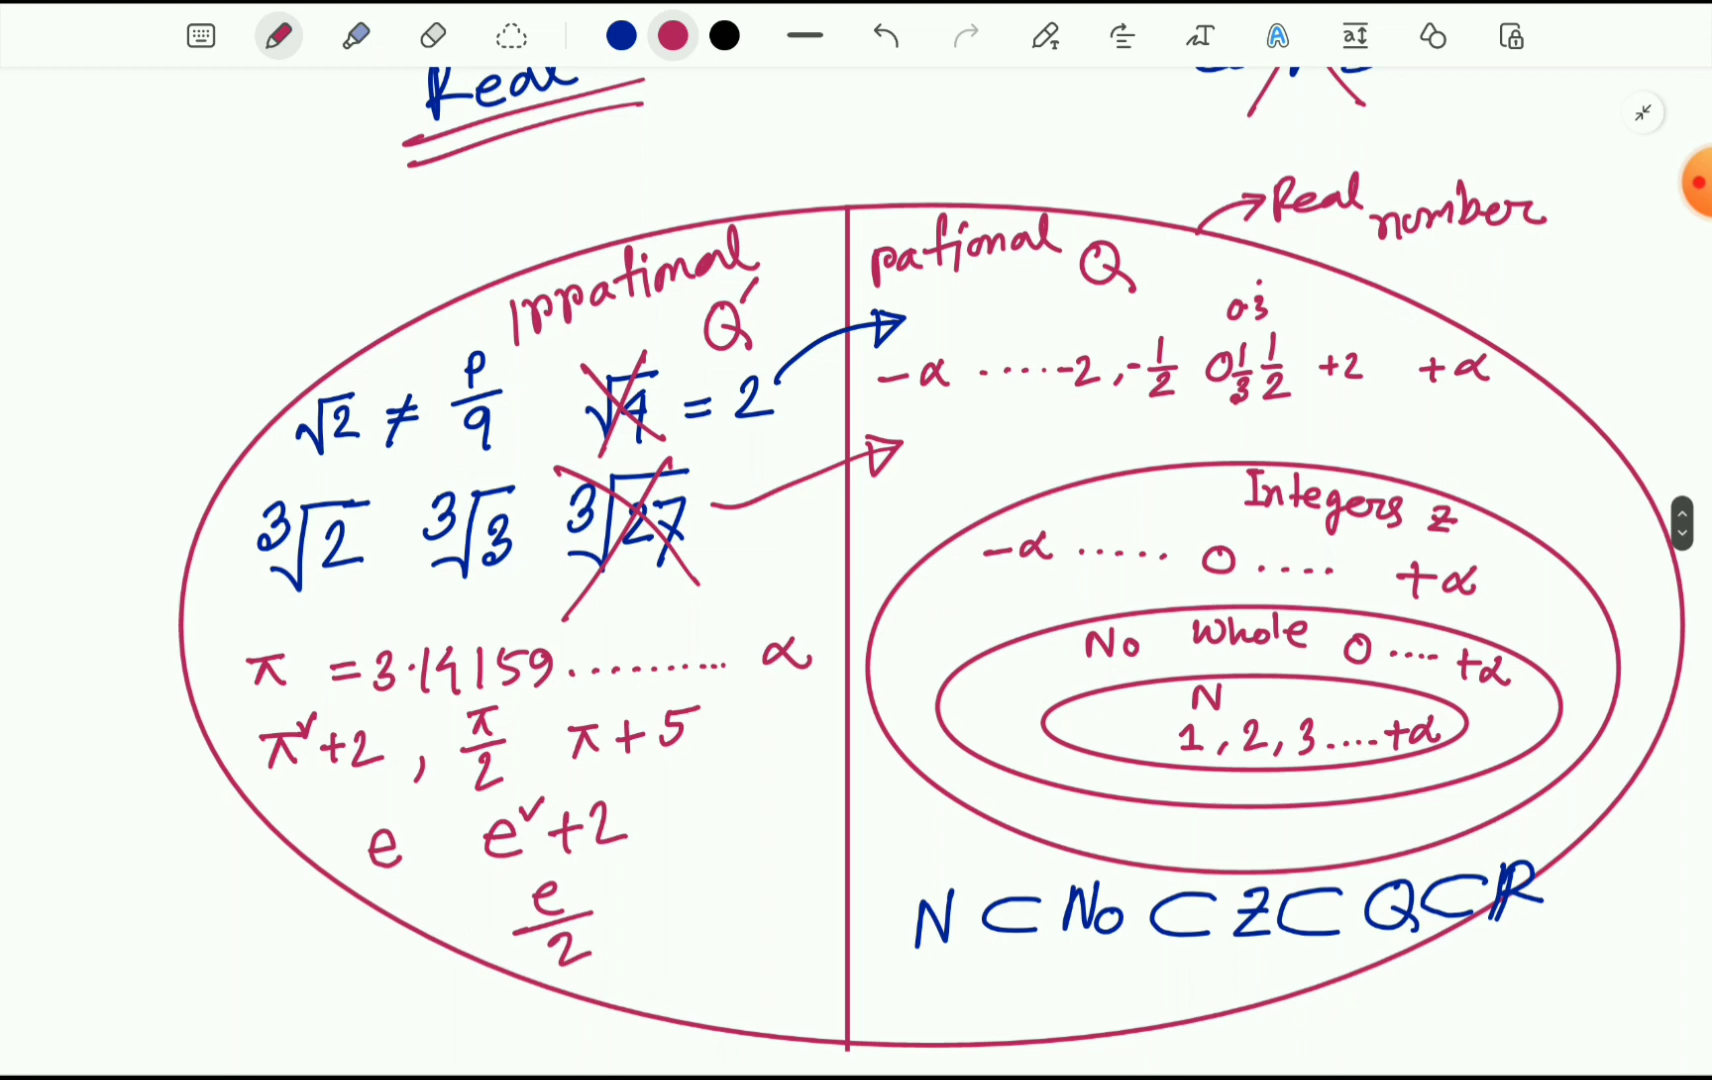 Real
Real number
Irrational
Q′
√2 ≠ p/q √4 = 2
∛2 ∛3 ∛27
π = 3.14159.......... α
π²+2 , π/2 π+5
e e²+2
e/2
Rational Q
0.3̇
-α .....-2, -1/2 0 1/3 1/2 +2 +α
Integers Z
-α ...... 0 ..... +α
No Whole 0 ..... +α
N
1, 2, 3 .... +α
N ⊂ No ⊂ Z ⊂ Q ⊂ R